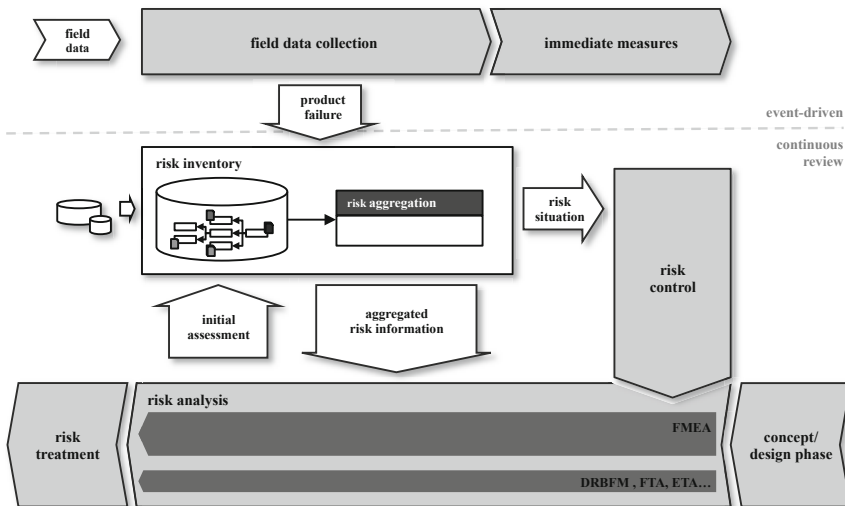 field
data
field data collection
immediate measures
product
failure
event-driven
continuous
review
risk inventory
risk aggregation
risk
situation
risk
control
initial
assessment
aggregated
risk information
risk analysis
FMEA
risk
treatment
concept/
design phase
DRBFM , FTA, ETA...